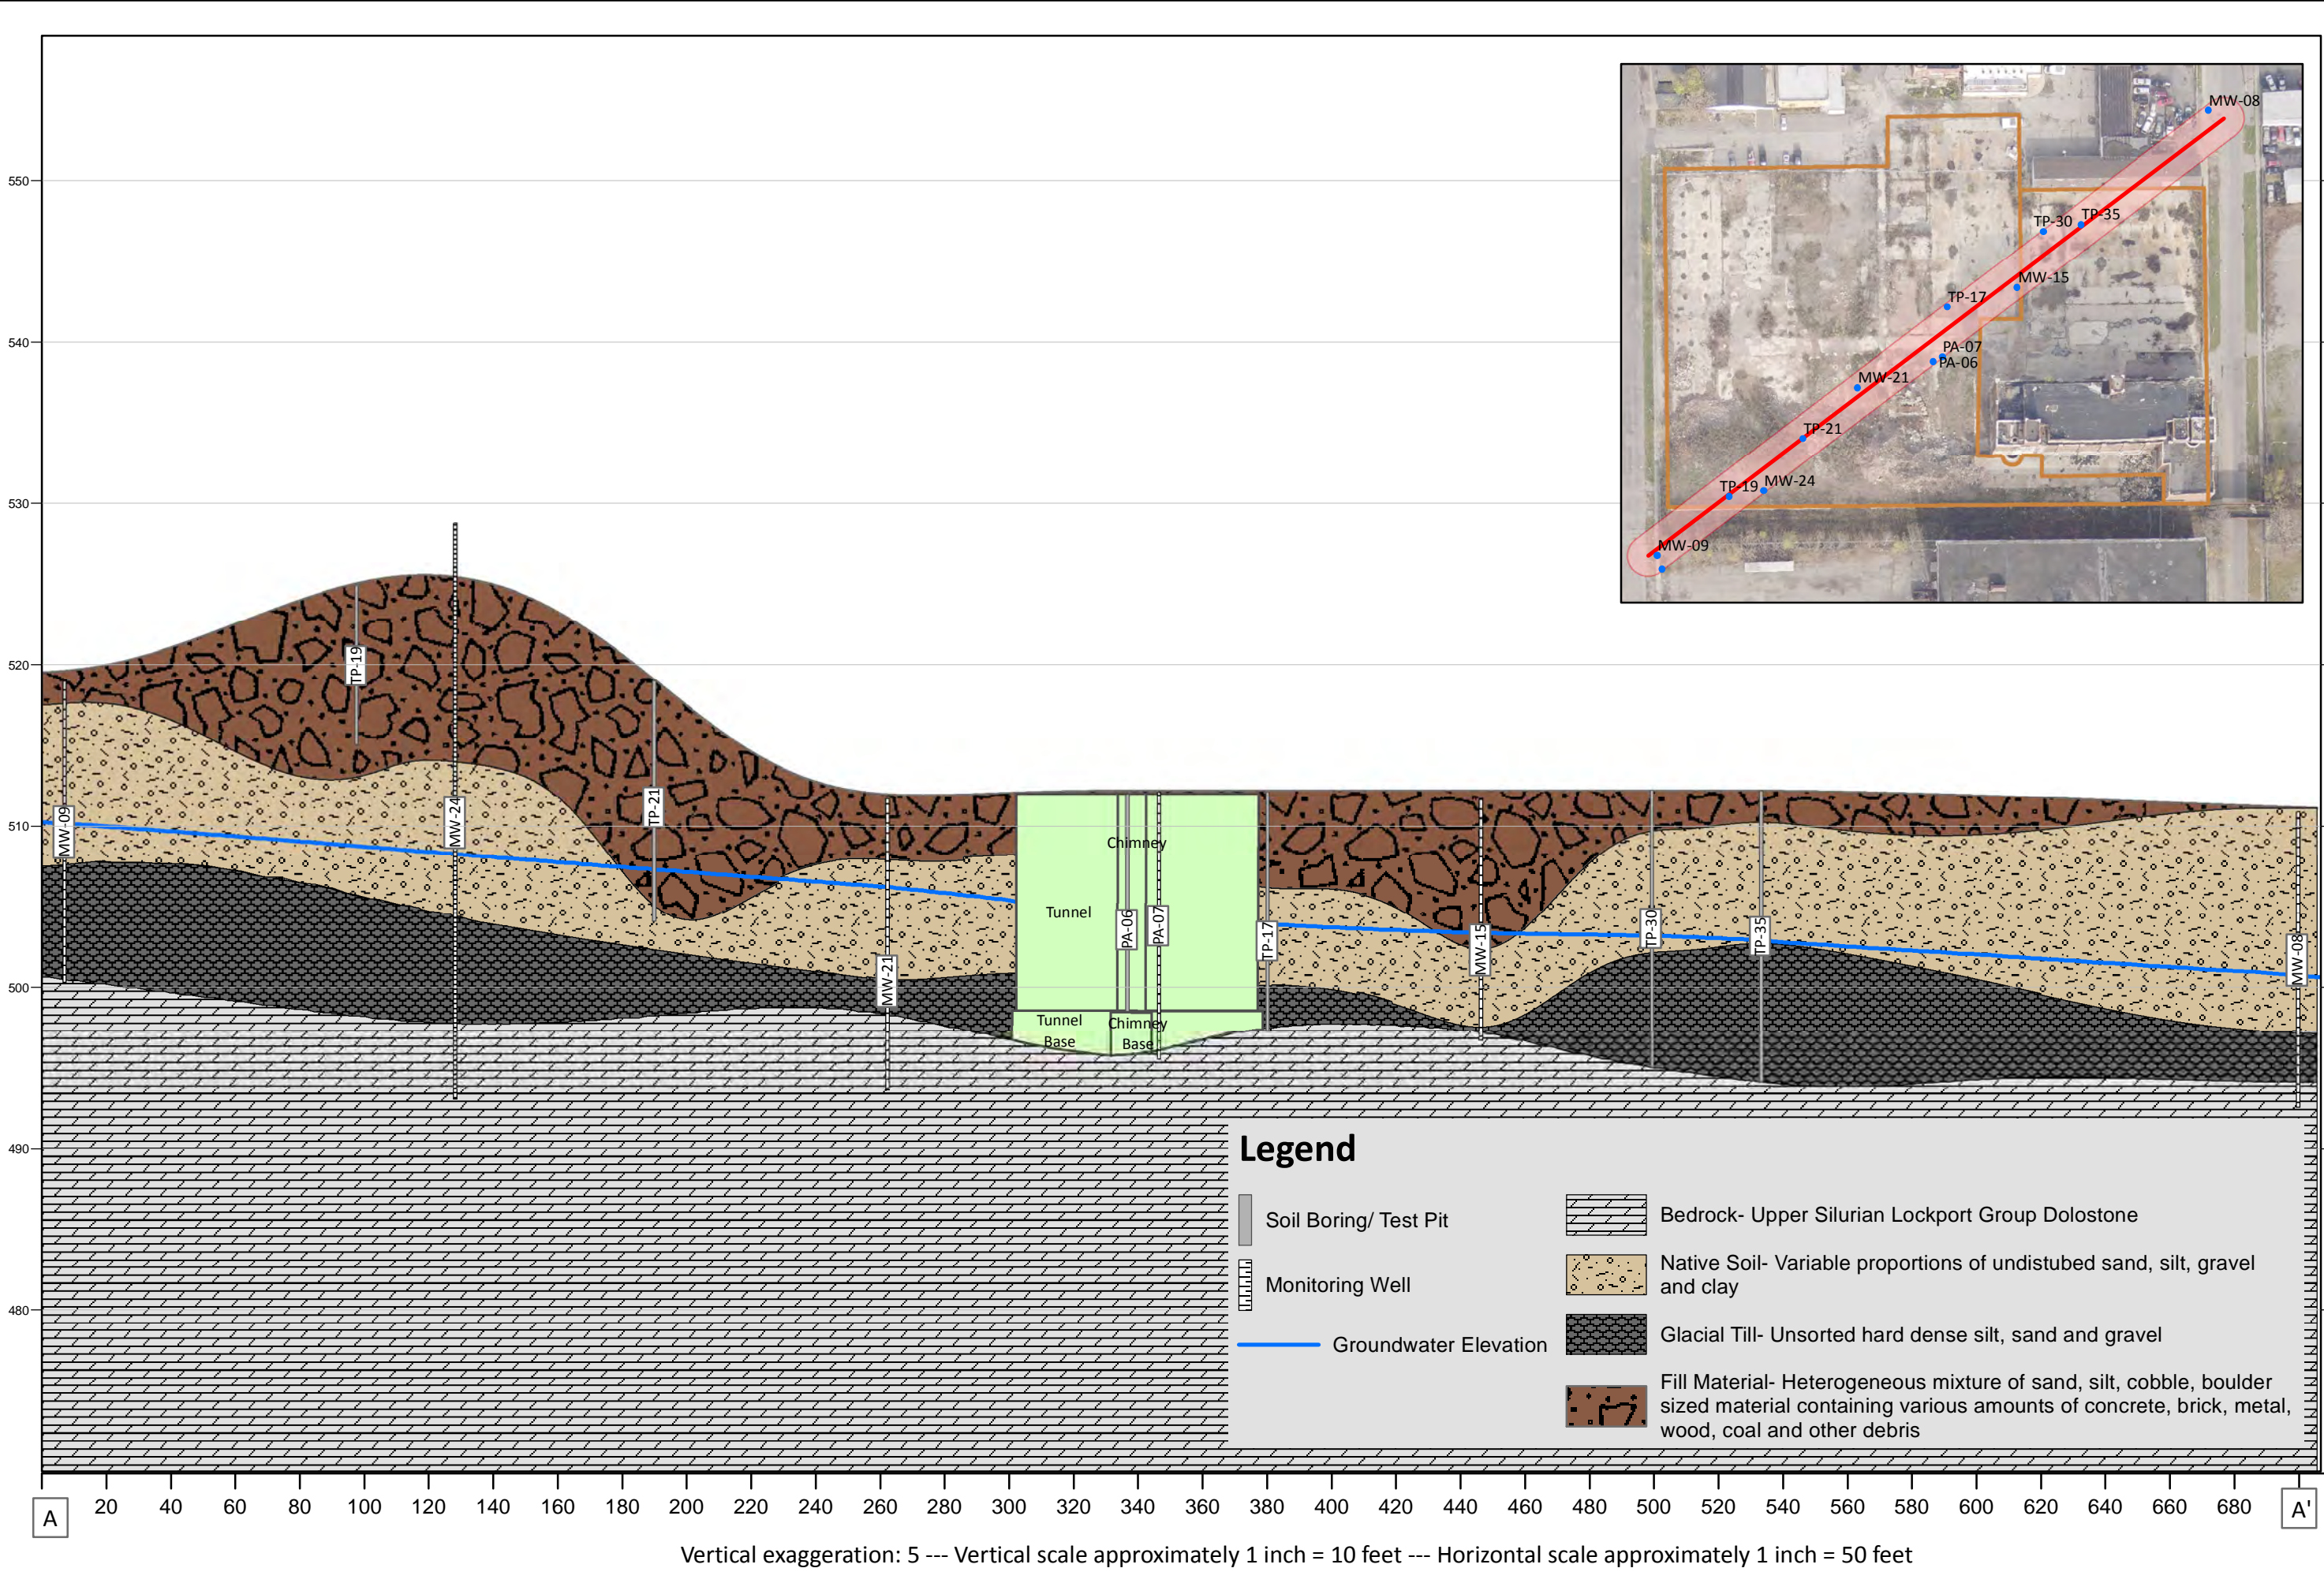 MW-08
TP-30
TP-35
MW-15
TP-17
PA-07
PA-06
MW-21
TP-21
TP-19
MW-24
MW-09
550
540
530
520
510
500
490
480
MW-09
TP-19
MW-24
TP-21
MW-21
Chimney
Tunnel
PA-06
PA-07
Tunnel
Base
Chimney
Base
TP-17
MW-15
TP-30
TP-35
MW-08
Legend
Soil Boring/ Test Pit
Monitoring Well
Groundwater Elevation
Bedrock- Upper Silurian Lockport Group Dolostone
Native Soil- Variable proportions of undistubed sand, silt, gravel
and clay
Glacial Till- Unsorted hard dense silt, sand and gravel
Fill Material- Heterogeneous mixture of sand, silt, cobble, boulder
sized material containing various amounts of concrete, brick, metal,
wood, coal and other debris
A 20 40 60 80 100 120 140 160 180 200 220 240 260 280 300 320 340 360 380 400 420 440 460 480 500 520 540 560 580 600 620 640 660 680 A'
Vertical exaggeration: 5 --- Vertical scale approximately 1 inch = 10 feet --- Horizontal scale approximately 1 inch = 50 feet